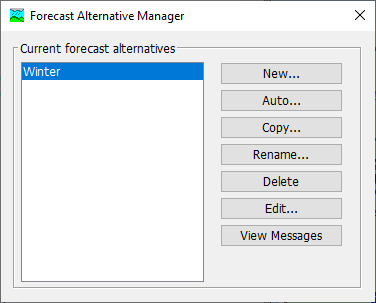 Forecast Alternative Manager
Current forecast alternatives
Winter
New...
Auto...
Copy...
Rename...
Delete
Edit...
View Messages